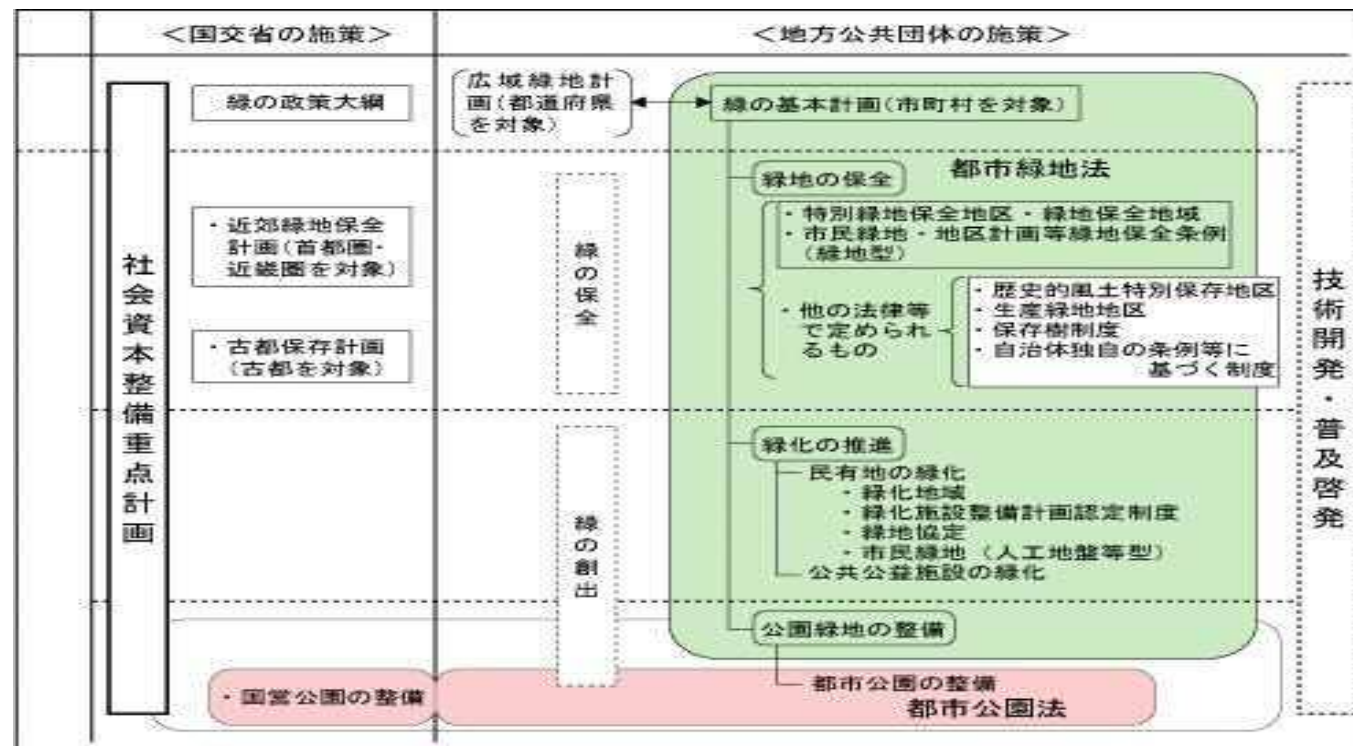 ＜国交省の施策＞
＜地方公共団体の施策＞
社会資本整備重点計画
緑の政策大綱
広域緑地計
画(都道府県
を対象)
緑の基本計画(市町村を対象)
都市緑地法
緑地の保全
・近郊緑地保全
計画(首都圏・
近畿圏を対象)
・古都保存計画
(古都を対象)
緑の保全
・特別緑地保全地区・緑地保全地域
・市民緑地・地区計画等緑地保全条例
(緑地型)
・他の法律等
で定められ
るもの
・歴史的風土特別保存地区
・生産緑地地区
・保存樹制度
・自治体独自の条例等に
基づく制度
緑の創出
緑化の推進
民有地の緑化
・緑化地域
・緑化施設整備計画認定制度
・緑地協定
・市民緑地（人工地盤等型）
公共公益施設の緑化
公園緑地の整備
・国営公園の整備
都市公園の整備
都市公園法
技術開発・普及啓発